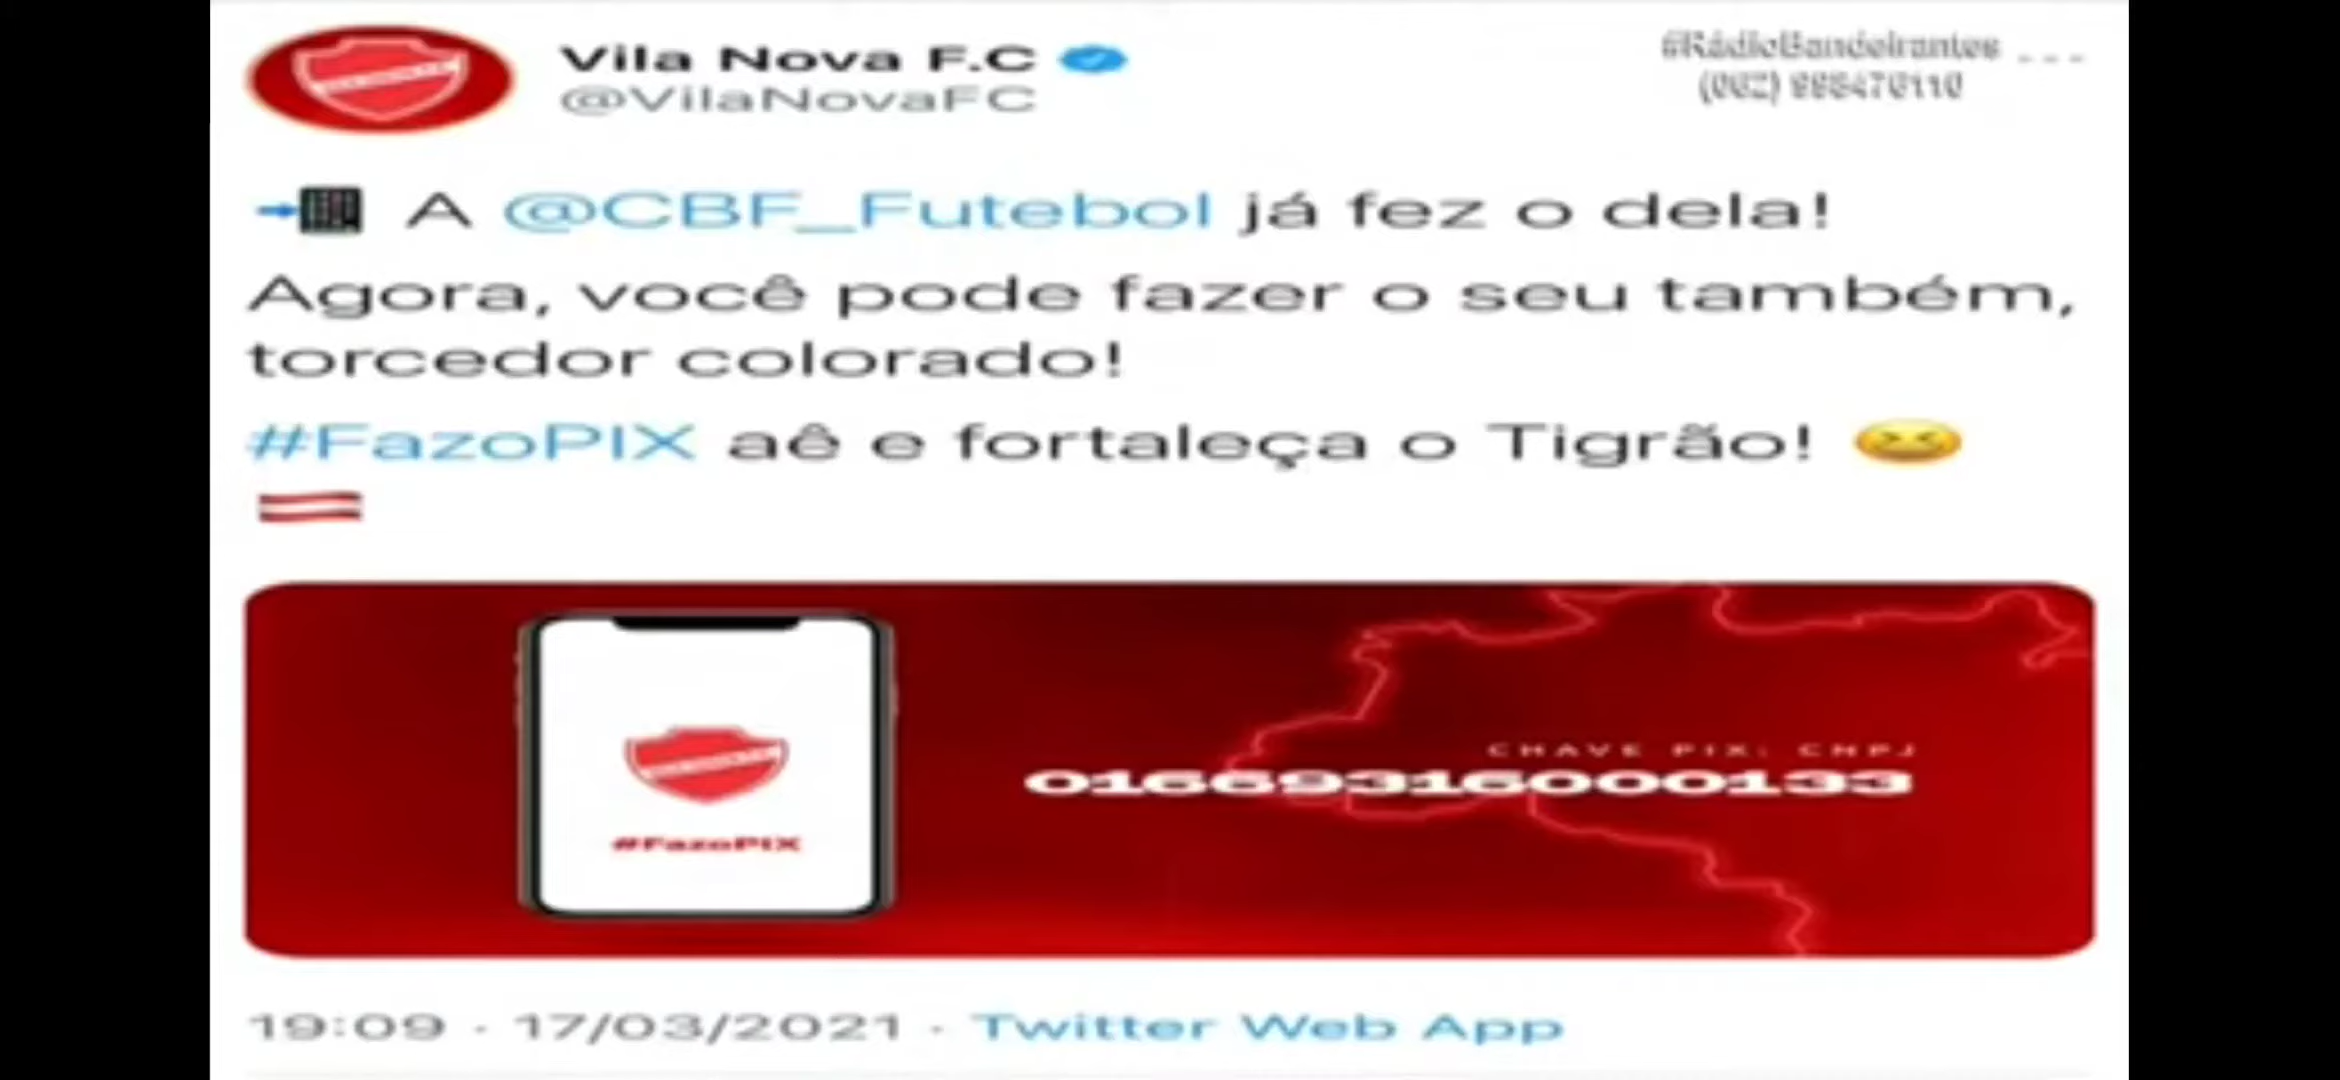 Vila Nova F.C
@VilaNovaFC
#RádioBandeirantes
A @CBF_Futebol já fez o dela!
Agora, você pode fazer o seu também,
torcedor colorado!
#FazoPIX aê e fortaleça o Tigrão!
#FazoPIX
CHAVE PIX: CNPJ
01669316000133
19:09 · 17/03/2021 · Twitter Web App